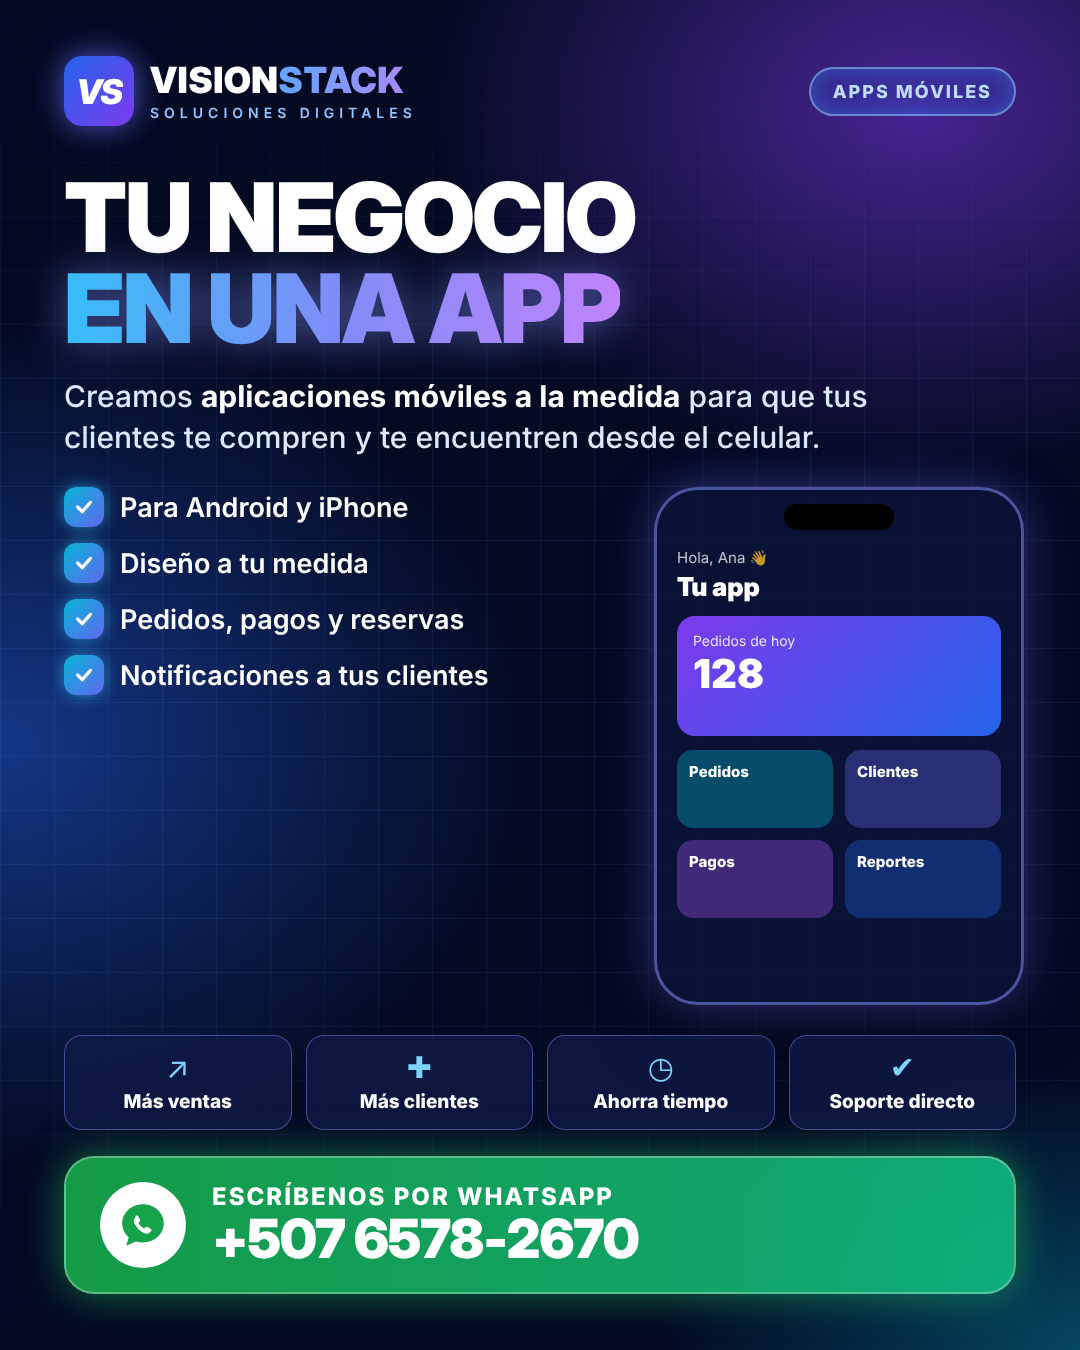 VS
VISIONSTACK
SOLUCIONES DIGITALES
APPS MÓVILES
TU NEGOCIO
EN UNA APP
Creamos aplicaciones móviles a la medida para que tus
clientes te compren y te encuentren desde el celular.
Para Android y iPhone
Diseño a tu medida
Pedidos, pagos y reservas
Notificaciones a tus clientes
Hola, Ana 👋
Tu app
Pedidos de hoy
128
Pedidos
Clientes
Pagos
Reportes
Más ventas
Más clientes
Ahorra tiempo
Soporte directo
ESCRÍBENOS POR WHATSAPP
+507 6578-2670